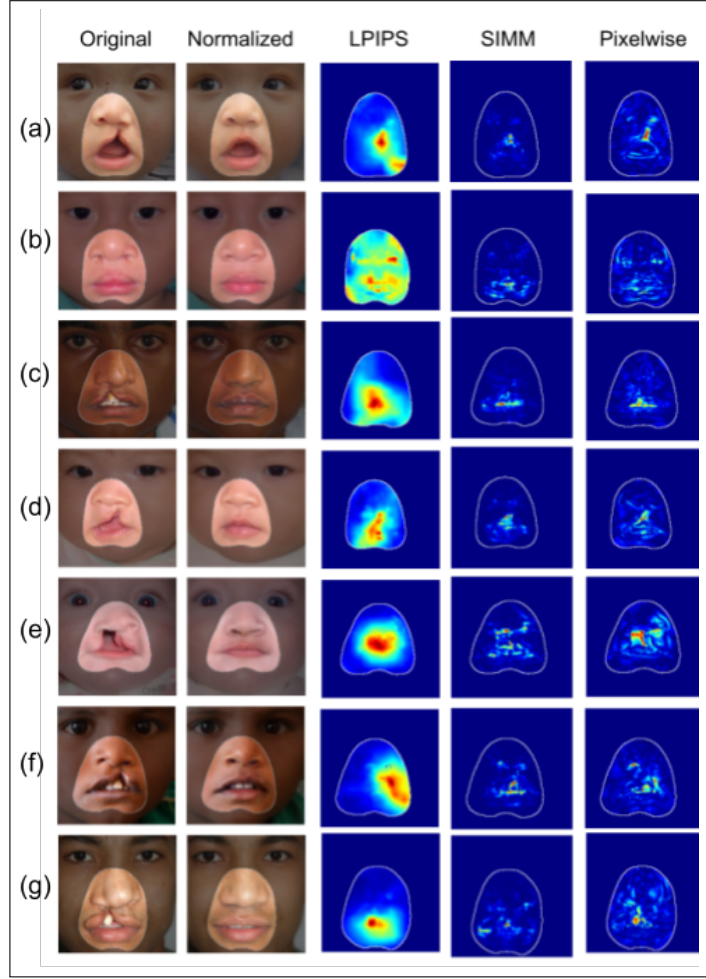 Original Normalized LPIPS SIMM Pixelwise
(a)
(b)
(c)
(d)
(e)
(f)
(g)